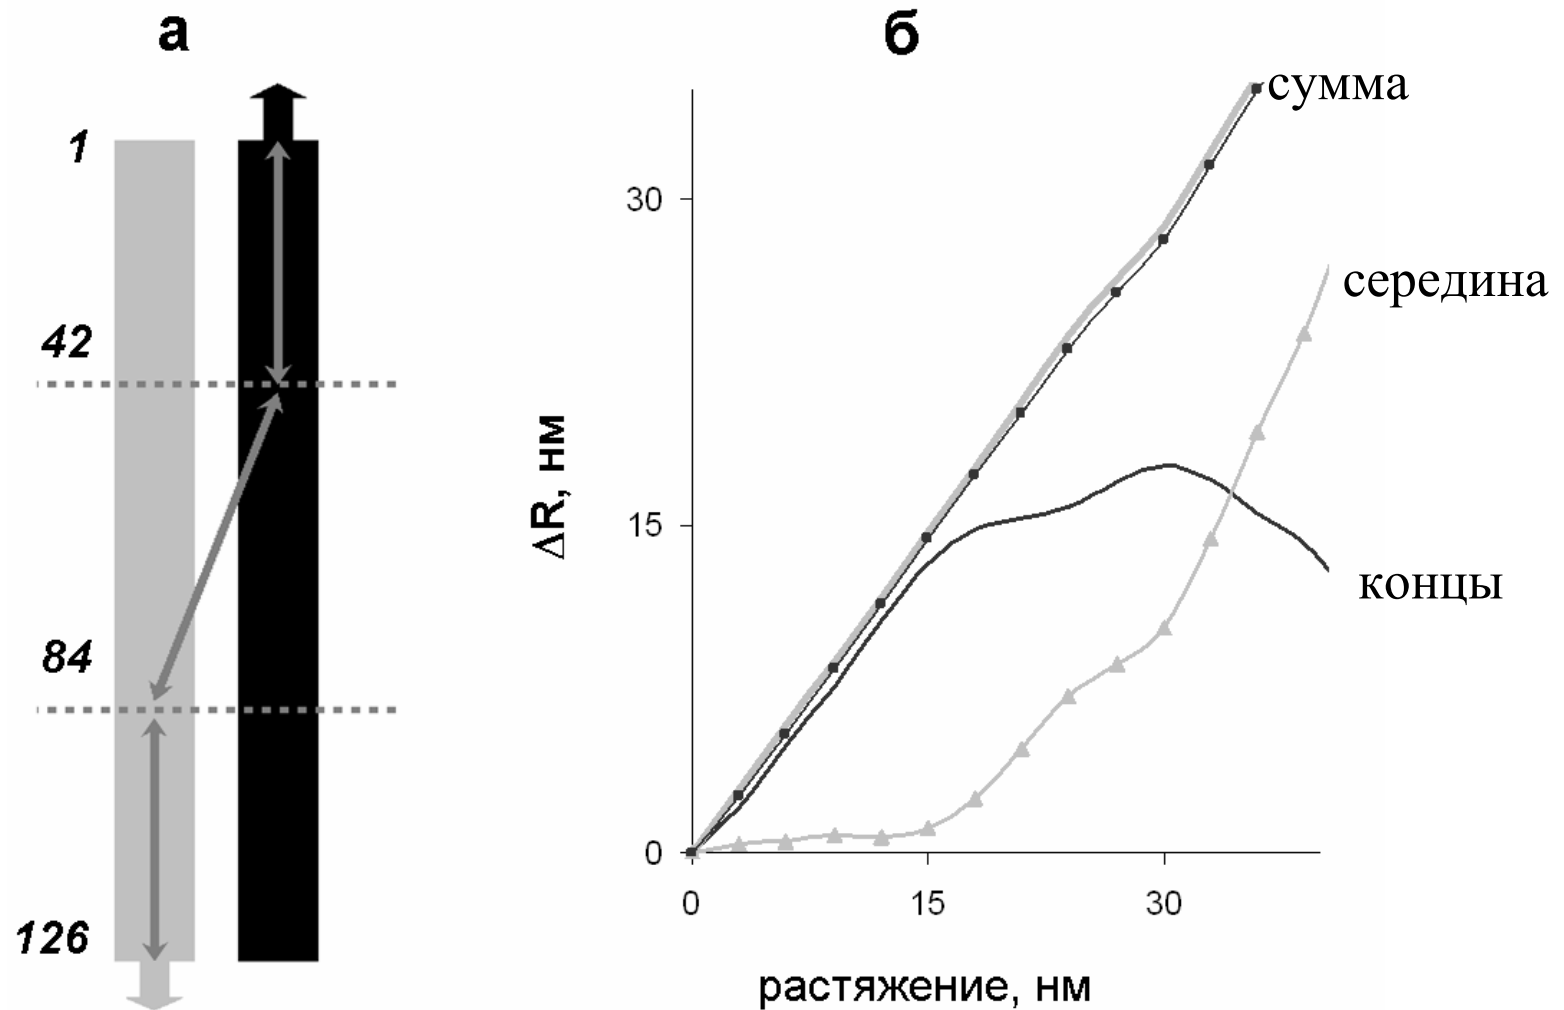 а
1
42
84
126
б
ΔR, нм
30
15
0
0
15
30
растяжение, нм
сумма
середина
концы